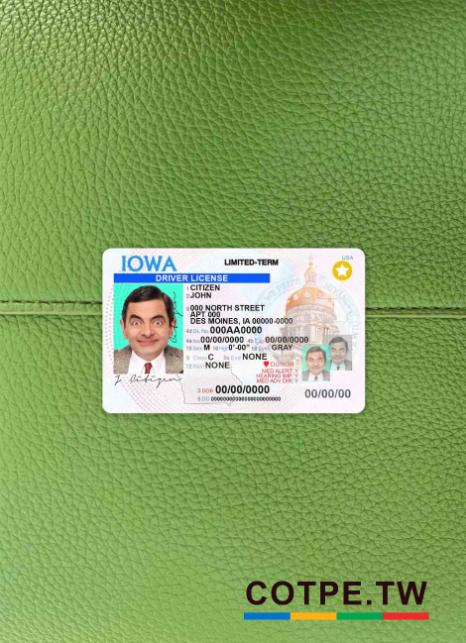 IOWA
LIMITED-TERM
USA
DRIVER LICENSE
1 CITIZEN
2 JOHN
8 000 NORTH STREET
APT 000
DES MOINES, IA 00000-0000
4d DL No. 000AA0000
4a Iss 00/00/0000 4b Exp 00/00/0000
15 Sex M 16 Hgt 0'-00" 18 Eyes GRAY
9 Class C 9a End NONE
12 Rest NONE
DONOR Y
MED ALERT Y
HEARING IMP Y
MED ADV DIR Y
J. Citizen
3 DOB 00/00/0000
00/00/00
5 DD
COTPE.TW